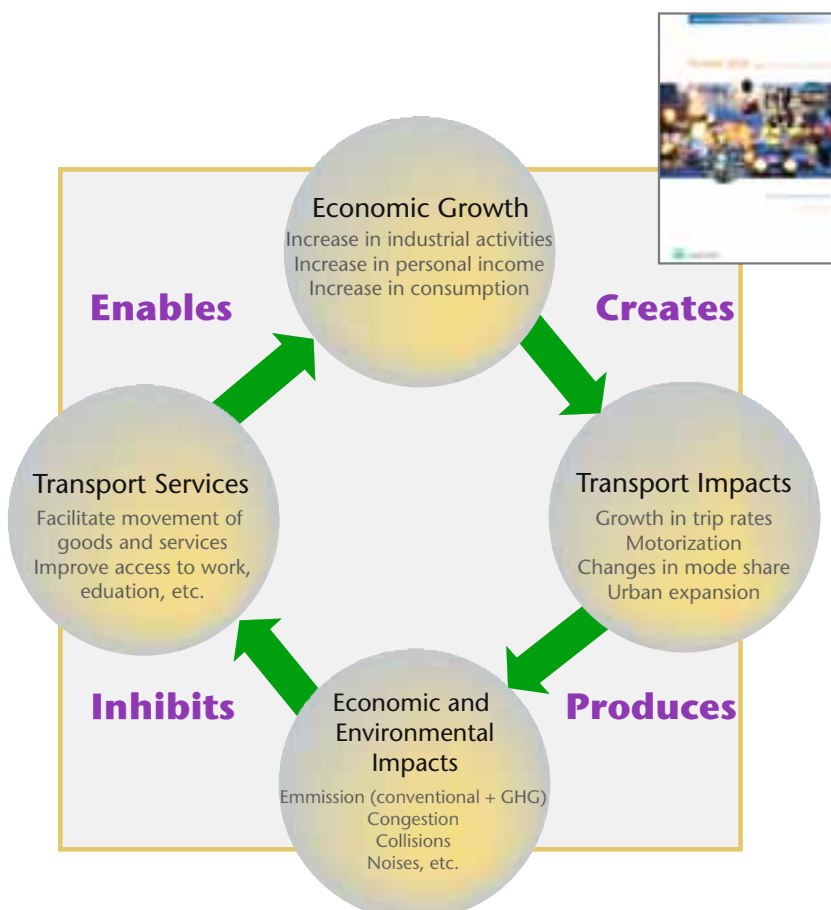 Economic Growth
Increase in industrial activities
Increase in personal income
Increase in consumption
Enables
Creates
Transport Services
Facilitate movement of
goods and services
Improve access to work,
eduation, etc.
Transport Impacts
Growth in trip rates
Motorization
Changes in mode share
Urban expansion
Inhibits
Produces
Economic and
Environmental
Impacts
Emmission (conventional + GHG)
Congestion
Collisions
Noises, etc.